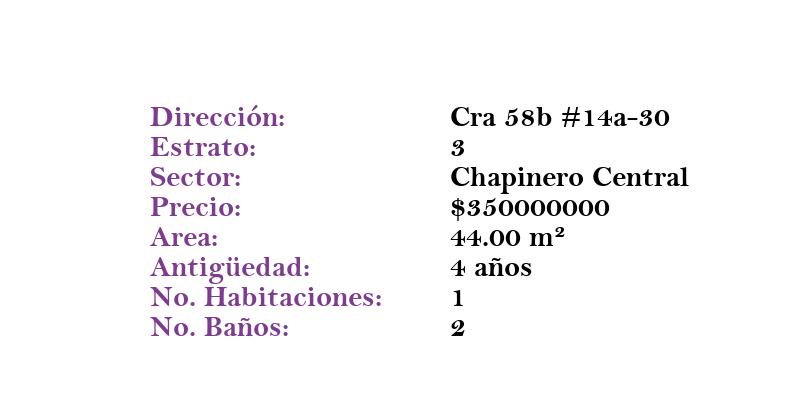 Dirección: Cra 58b #14a-30
Estrato: 3
Sector: Chapinero Central
Precio: $350000000
Area: 44.00 m²
Antigüedad: 4 años
No. Habitaciones: 1
No. Baños: 2